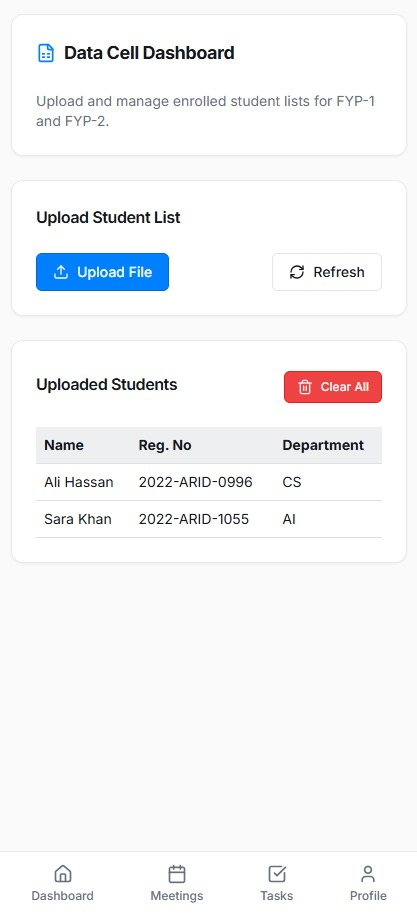 Data Cell Dashboard
Upload and manage enrolled student lists for FYP-1
and FYP-2.
Upload Student List
Upload File
Refresh
Uploaded Students
Clear All
Name Reg. No Department
Ali Hassan 2022-ARID-0996 CS
Sara Khan 2022-ARID-1055 AI
Dashboard Meetings Tasks Profile